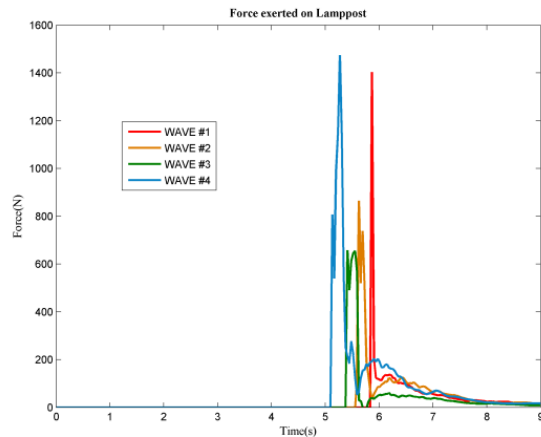 Force exerted on Lamppost
1600
1400
1200
1000
800
600
400
200
0
Force(N)
WAVE #1
WAVE #2
WAVE #3
WAVE #4
0 1 2 3 4 5 6 7 8 9
Time(s)